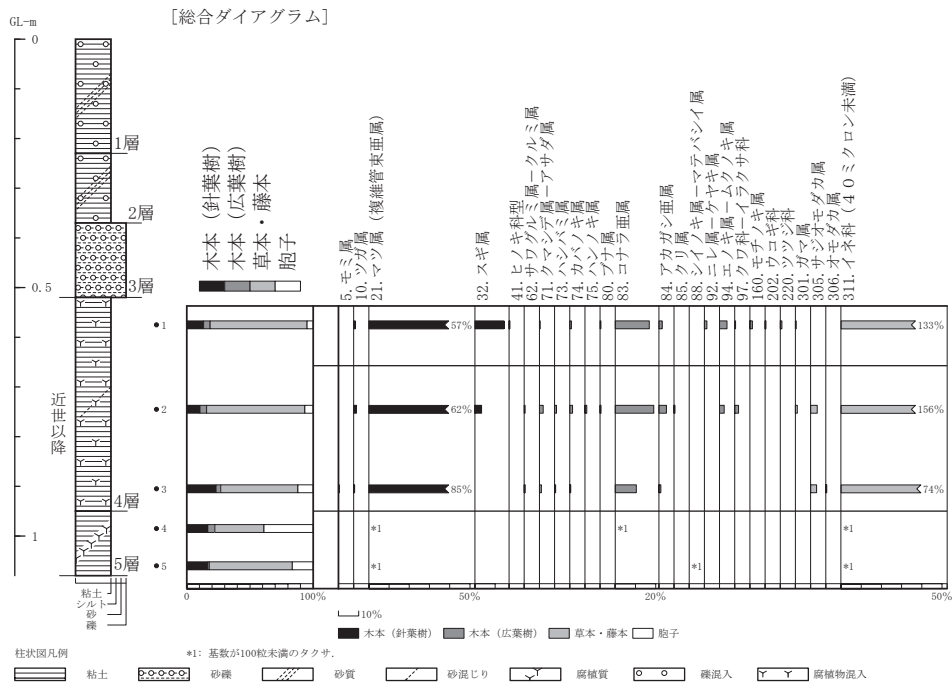 [総合ダイアグラム]
GL-m
0
0.5
1
1層
2層
3層
4層
5層
近世以降
粘土
シルト
砂
礫
木本(針葉樹)
木本(広葉樹)
草本・藤本
胞子
5. モミ属
10. ツガ属
21. マツ属(複維管束亜属)
32. スギ属
41. ヒノキ科型
62. サワグルミ属-クルミ属
71. クマシデ属-アサダ属
73. ハシバミ属
74. カバノキ属
75. ハンノキ属
80. ブナ属
83. コナラ亜属
84. アカガシ亜属
85. クリ属
88. シイノキ属-マテバシイ属
92. ニレ属-ケヤキ属
94. エノキ属-ムクノキ属
97. クワ科-イラクサ科
160. モチノキ属
202. ウコギ科
220. ツツジ科
301. ガマ属
305. サジオモダカ属
306. オモダカ属
311. イネ科(40ミクロン未満)
1 57% 133%
2 62% 156%
3 85% 74%
4 *1 *1 *1
5 *1 *1 *1
0 100% 50% 20% 50%
10%
木本(針葉樹) 木本(広葉樹) 草本・藤本 胞子
柱状図凡例
*1: 基数が100粒未満のタクサ.
粘土 砂礫 砂質 砂混じり 腐植質 礫混入 腐植物混入